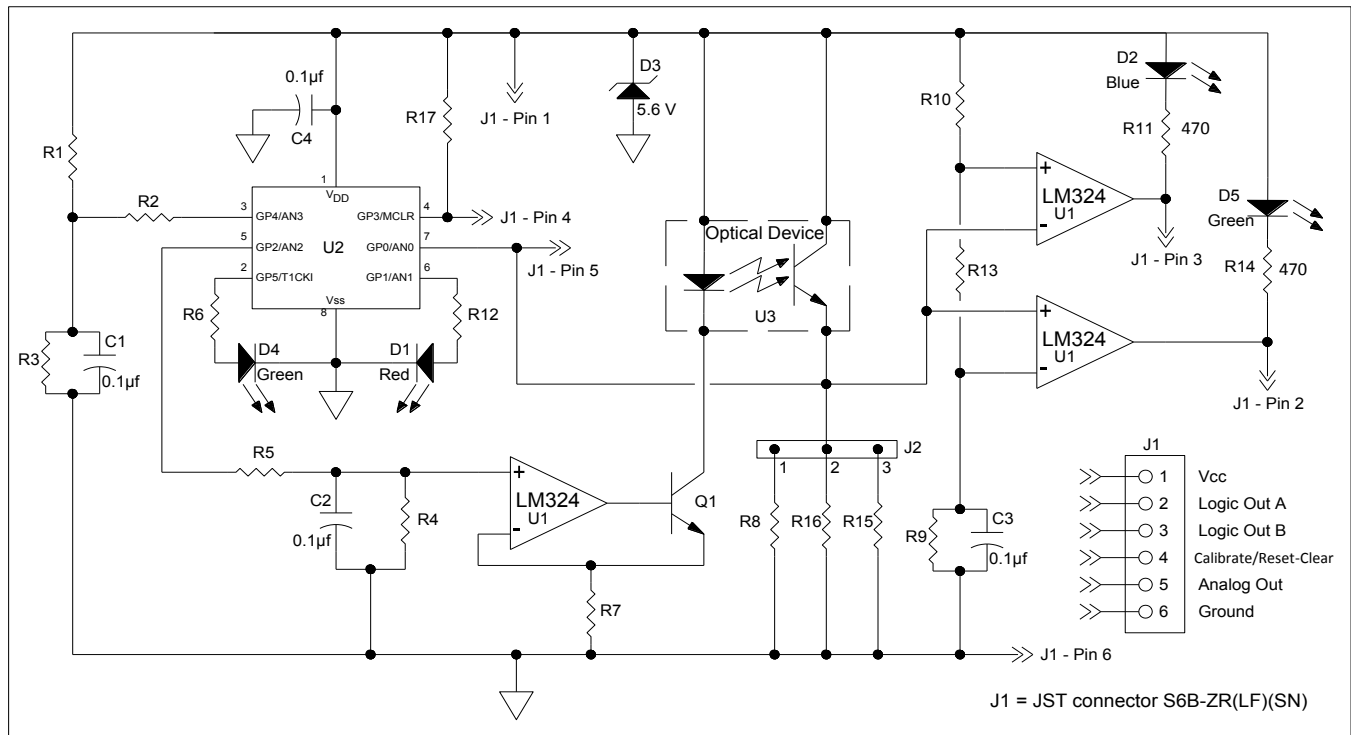 0.1µf
C4
R17
J1 - Pin 1
D3
5.6 V
R10
D2
Blue
R11
470
R1
R2
1
VDD
3
GP4/AN3
GP3/MCLR
4
J1 - Pin 4
5
GP2/AN2
U2
GP0/AN0
7
J1 - Pin 5
2
GP5/T1CKI
GP1/AN1
6
Vss
8
R6
R12
D4
Green
D1
Red
R3
C1
0.1µf
Optical Device
U3
+
LM324
U1
-
J1 - Pin 3
D5
Green
R14
470
R13
+
LM324
U1
-
J1 - Pin 2
R5
C2
0.1µf
R4
+
LM324
U1
-
Q1
R7
J2
1
2
3
R8
R16
R15
R9
C3
0.1µf
J1 - Pin 6
J1
1 Vcc
2 Logic Out A
3 Logic Out B
4 Calibrate/Reset-Clear
5 Analog Out
6 Ground
J1 = JST connector S6B-ZR(LF)(SN)